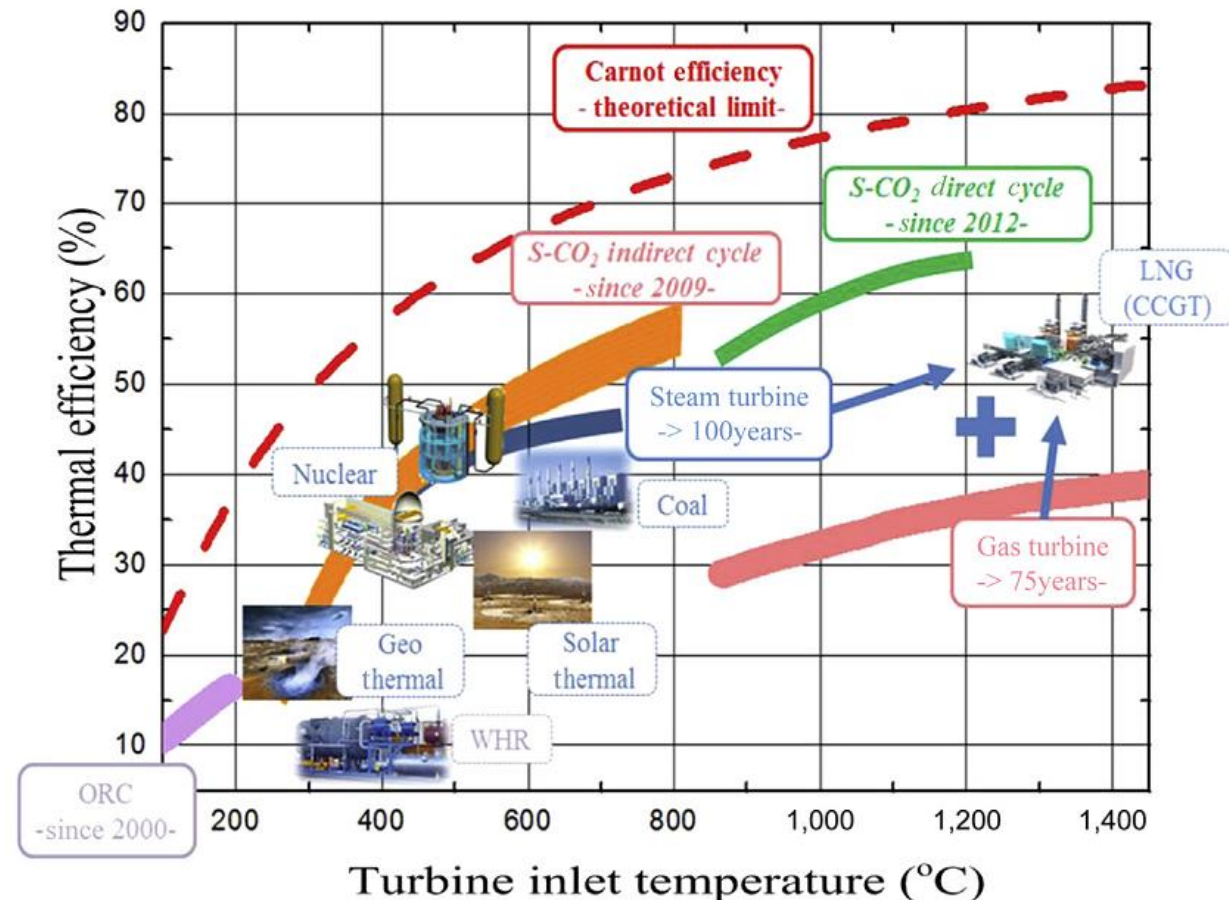 90
80
70
60
50
40
30
20
10
Thermal efficiency (%)
Carnot efficiency
- theoretical limit-
S-CO₂ direct cycle
- since 2012-
S-CO₂ indirect cycle
- since 2009-
LNG
(CCGT)
Steam turbine
-> 100years-
Nuclear
Coal
Gas turbine
-> 75years-
Geo
thermal
Solar
thermal
WHR
ORC
-since 2000-
200 400 600 800 1,000 1,200 1,400
Turbine inlet temperature (°C)